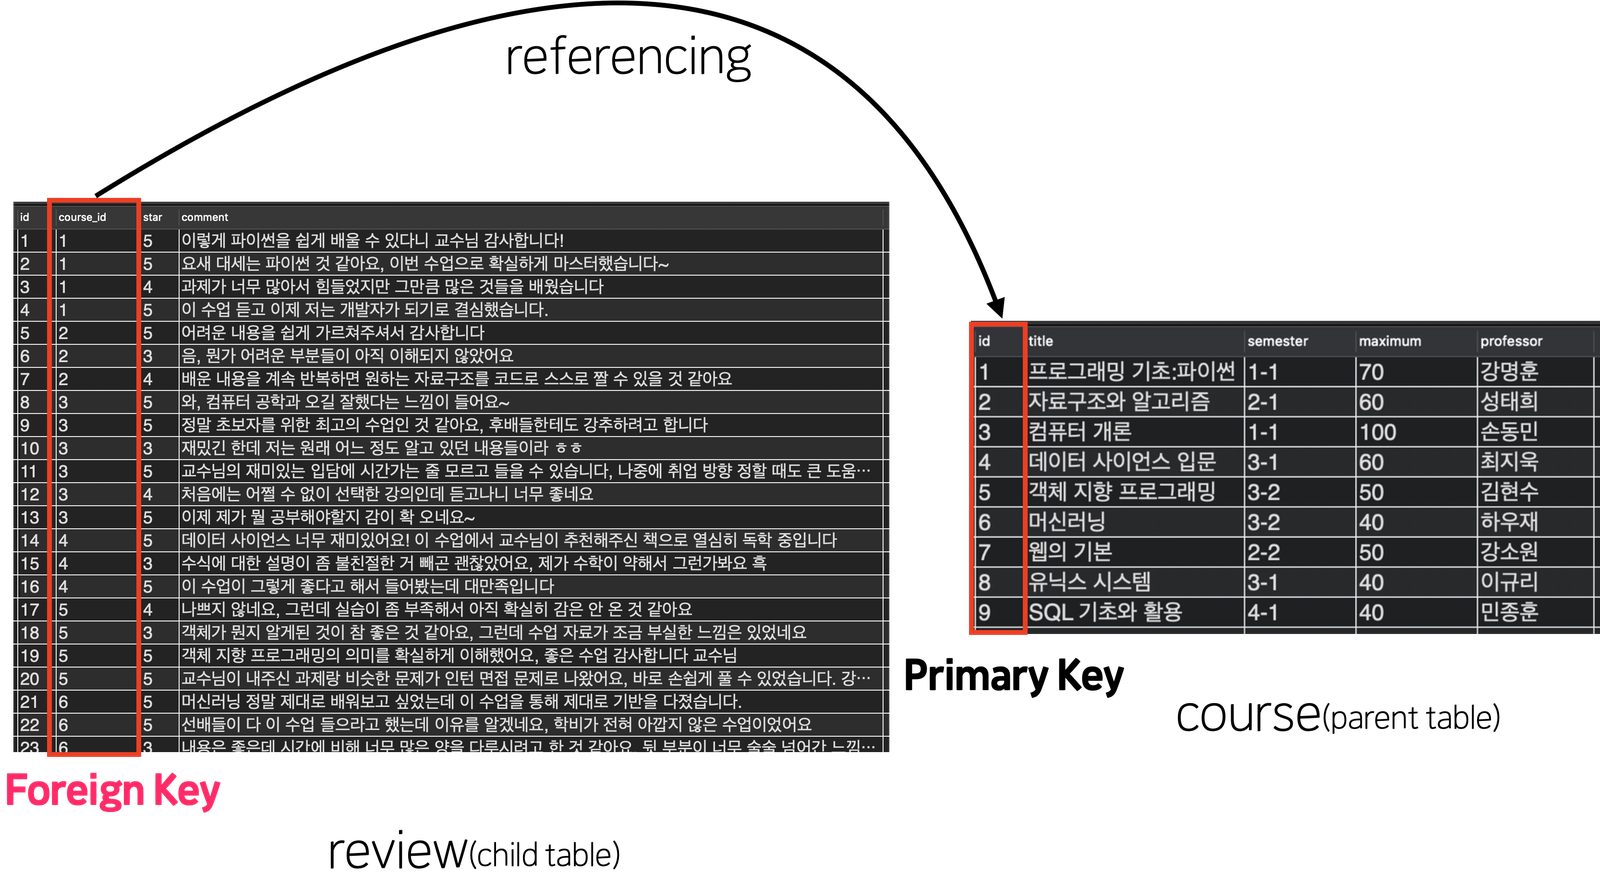 referencing
id course_id star comment
1 1 5 이렇게 파이썬을 쉽게 배울 수 있다니 교수님 감사합니다!
2 1 5 요새 대세는 파이썬 것 같아요, 이번 수업으로 확실하게 마스터했습니다~
3 1 4 과제가 너무 많아서 힘들었지만 그만큼 많은 것들을 배웠습니다
4 1 5 이 수업 듣고 이제 저는 개발자가 되기로 결심했습니다.
5 2 5 어려운 내용을 쉽게 가르쳐주셔서 감사합니다
6 2 3 음, 뭔가 어려운 부분들이 아직 이해되지 않았어요
7 2 4 배운 내용을 계속 반복하면 원하는 자료구조를 코드로 스스로 짤 수 있을 것 같아요
8 3 5 와, 컴퓨터 공학과 오길 잘했다는 느낌이 들어요~
9 3 5 정말 초보자를 위한 최고의 수업인 것 같아요, 후배들한테도 강추하려고 합니다
10 3 3 재밌긴 한데 저는 원래 어느 정도 알고 있던 내용들이라 ㅎㅎ
11 3 5 교수님의 재미있는 입담에 시간가는 줄 모르고 들을 수 있습니다, 나중에 취업 방향 정할 때도 큰 도움…
12 3 4 처음에는 어쩔 수 없이 선택한 강의인데 듣고나니 너무 좋네요
13 3 5 이제 제가 뭘 공부해야할지 감이 확 오네요~
14 4 5 데이터 사이언스 너무 재미있어요! 이 수업에서 교수님이 추천해주신 책으로 열심히 독학 중입니다
15 4 3 수식에 대한 설명이 좀 불친절한 거 빼곤 괜찮았어요, 제가 수학이 약해서 그런가봐요 흑
16 4 5 이 수업이 그렇게 좋다고 해서 들어봤는데 대만족입니다
17 5 4 나쁘지 않네요, 그런데 실습이 좀 부족해서 아직 확실히 감은 안 온 것 같아요
18 5 3 객체가 뭔지 알게된 것이 참 좋은 것 같아요, 그런데 수업 자료가 조금 부실한 느낌은 있었네요
19 5 5 객체 지향 프로그래밍의 의미를 확실하게 이해했어요, 좋은 수업 감사합니다 교수님
20 5 5 교수님이 내주신 과제랑 비슷한 문제가 인턴 면접 문제로 나왔어요, 바로 손쉽게 풀 수 있었습니다. 강…
21 6 5 머신러닝 정말 제대로 배워보고 싶었는데 이 수업을 통해 제대로 기반을 다졌습니다.
22 6 5 선배들이 다 이 수업 들으라고 했는데 이유를 알겠네요, 학비가 전혀 아깝지 않은 수업이었어요
23 6 3 내용은 좋은데 시간에 비해 너무 많은 양을 다루시려고 한 것 같아요, 뒷 부분이 너무 술술 넘어간 느낌…
Foreign Key
review(child table)
id title semester maximum professor
1 프로그래밍 기초:파이썬 1-1 70 강명훈
2 자료구조와 알고리즘 2-1 60 성태희
3 컴퓨터 개론 1-1 100 손동민
4 데이터 사이언스 입문 3-1 60 최지욱
5 객체 지향 프로그래밍 3-2 50 김현수
6 머신러닝 3-2 40 하우재
7 웹의 기본 2-2 50 강소원
8 유닉스 시스템 3-1 40 이규리
9 SQL 기초와 활용 4-1 40 민종훈
Primary Key
course(parent table)